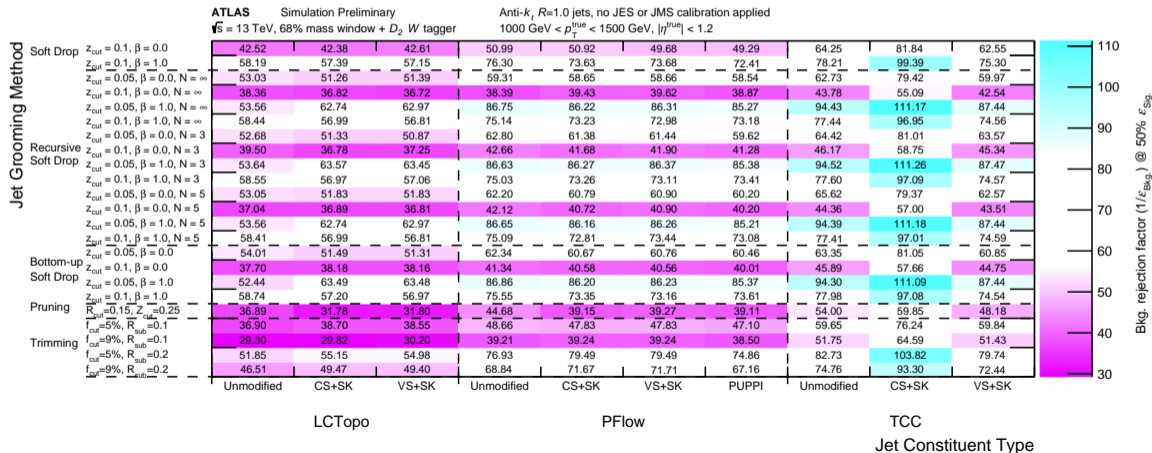 ATLAS Simulation Preliminary Anti-kt R=1.0 jets, no JES or JMS calibration applied
√s = 13 TeV, 68% mass window + D2 W tagger 1000 GeV < pTtrue < 1500 GeV, |ηtrue| < 1.2
Jet Grooming Method
Soft Drop
zcut = 0.1, β = 0.0 42.52 42.38 42.61 50.99 50.92 49.68 49.29 64.25 81.84 62.55
zcut = 0.1, β = 1.0 58.19 57.39 57.15 76.30 73.63 73.68 72.41 78.21 99.39 75.30
Recursive
Soft Drop
zcut = 0.05, β = 0.0, N = ∞ 53.03 51.26 51.39 59.31 58.65 58.66 58.54 62.73 79.42 59.97
zcut = 0.1, β = 0.0, N = ∞ 38.36 36.82 36.72 38.39 39.43 39.62 38.87 43.78 55.09 42.54
zcut = 0.05, β = 1.0, N = ∞ 53.56 62.74 62.97 86.75 86.22 86.31 85.27 94.43 111.17 87.44
zcut = 0.1, β = 1.0, N = ∞ 58.44 56.99 56.81 75.14 73.23 72.98 73.18 77.44 96.95 74.56
zcut = 0.05, β = 0.0, N = 3 52.68 51.33 50.87 62.80 61.38 61.44 59.62 64.42 81.01 63.57
zcut = 0.1, β = 0.0, N = 3 39.50 36.78 37.25 42.66 41.68 41.90 41.28 46.17 58.75 45.34
zcut = 0.05, β = 1.0, N = 3 53.64 63.57 63.45 86.63 86.27 86.37 85.38 94.52 111.26 87.47
zcut = 0.1, β = 1.0, N = 3 58.55 56.97 57.06 75.03 73.26 73.11 73.41 77.60 97.09 74.57
zcut = 0.05, β = 0.0, N = 5 53.05 51.83 51.83 62.20 60.79 60.90 60.20 65.62 79.37 62.57
zcut = 0.1, β = 0.0, N = 5 37.04 36.89 36.81 42.12 40.72 40.90 40.20 44.36 57.00 43.51
zcut = 0.05, β = 1.0, N = 5 53.56 62.74 62.97 86.65 86.16 86.26 85.27 94.39 111.18 87.44
zcut = 0.1, β = 1.0, N = 5 58.41 56.99 56.81 75.09 72.81 73.44 73.08 77.41 97.01 74.59
Bottom-up
Soft Drop
zcut = 0.05, β = 0.0 54.01 51.49 51.31 62.34 60.67 60.76 60.46 63.35 81.05 60.85
zcut = 0.1, β = 0.0 37.70 38.18 38.16 41.34 40.58 40.56 40.01 45.89 57.66 44.75
zcut = 0.05, β = 1.0 52.44 63.49 63.48 86.86 86.20 86.23 85.37 94.30 111.09 87.44
zcut = 0.1, β = 1.0 58.74 57.20 56.97 75.55 73.35 73.16 73.61 77.98 97.08 74.54
Pruning
Rcut=0.15, Zcut=0.25 36.89 31.78 31.80 44.68 39.15 39.27 39.11 54.00 59.85 48.18
Trimming
fcut=5%, Rsub=0.1 36.90 38.70 38.55 48.66 47.83 47.83 47.10 59.65 76.24 59.84
fcut=9%, Rsub=0.1 29.30 29.82 30.20 39.21 39.24 39.24 38.50 51.75 64.59 51.43
fcut=5%, Rsub=0.2 51.85 55.15 54.98 76.93 79.49 79.49 74.86 82.73 103.82 79.74
fcut=9%, Rsub=0.2 46.51 49.47 49.40 68.84 71.67 71.71 67.16 74.76 93.30 72.44
Unmodified CS+SK VS+SK Unmodified CS+SK VS+SK PUPPI Unmodified CS+SK VS+SK
LCTopo PFlow TCC
Jet Constituent Type
110
100
90
80
70
60
50
40
30
Bkg. rejection factor (1/εBkg.) @ 50% εSig.